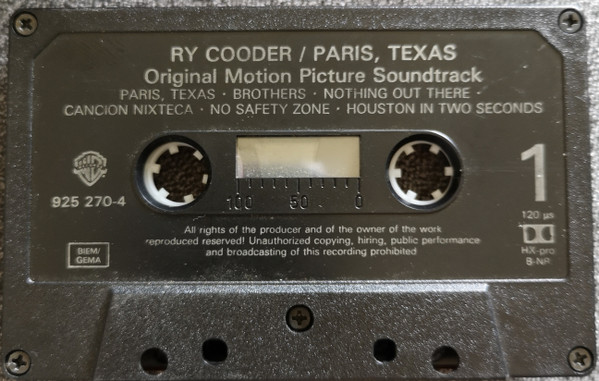 RY COODER / PARIS, TEXAS
Original Motion Picture Soundtrack
PARIS, TEXAS · BROTHERS · NOTHING OUT THERE ·
CANCION NIXTECA · NO SAFETY ZONE · HOUSTON IN TWO SECONDS
925 270-4
100 50 0
1
120 µs
HX-pro
B-NR
All rights of the producer and of the owner of the work
reproduced reserved! Unauthorized copying, hiring, public performance
and broadcasting of this recording prohibited
BIEM/
GEMA